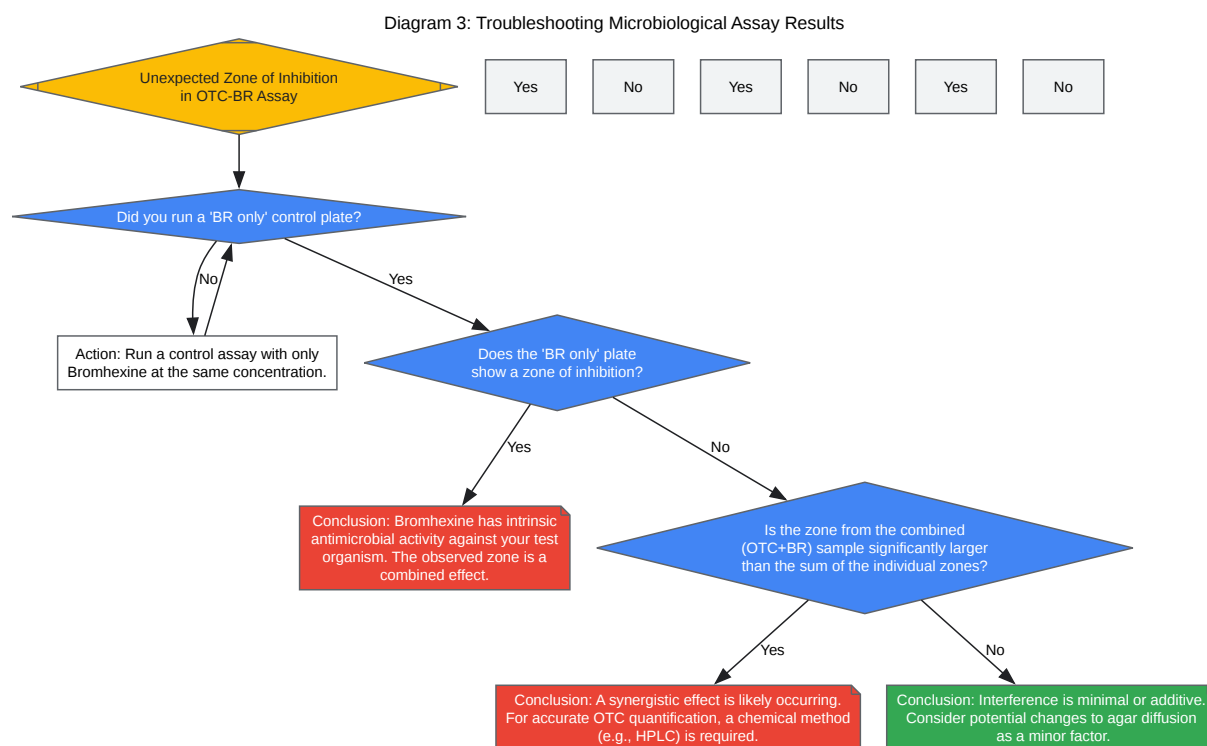 Diagram 3: Troubleshooting Microbiological Assay Results
Unexpected Zone of Inhibition
in OTC-BR Assay
Yes
No
Yes
No
Yes
No
Did you run a 'BR only' control plate?
No
Yes
Action: Run a control assay with only
Bromhexine at the same concentration.
Does the 'BR only' plate
show a zone of inhibition?
Yes
No
Conclusion: Bromhexine has intrinsic
antimicrobial activity against your test
organism. The observed zone is a
combined effect.
Is the zone from the combined
(OTC+BR) sample significantly larger
than the sum of the individual zones?
Yes
No
Conclusion: A synergistic effect is likely occurring.
For accurate OTC quantification, a chemical method
(e.g., HPLC) is required.
Conclusion: Interference is minimal or additive.
Consider potential changes to agar diffusion
as a minor factor.